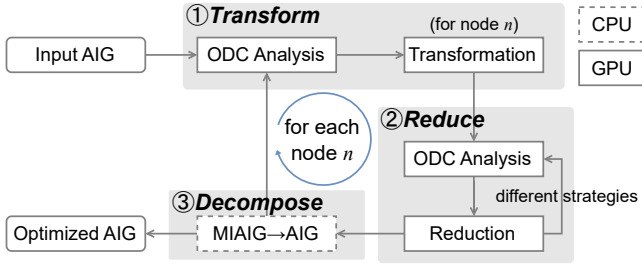 ①Transform
(for node n)
CPU
Input AIG
ODC Analysis
Transformation
GPU
for each
node n
②Reduce
ODC Analysis
different strategies
③Decompose
Optimized AIG
MIAIG→AIG
Reduction